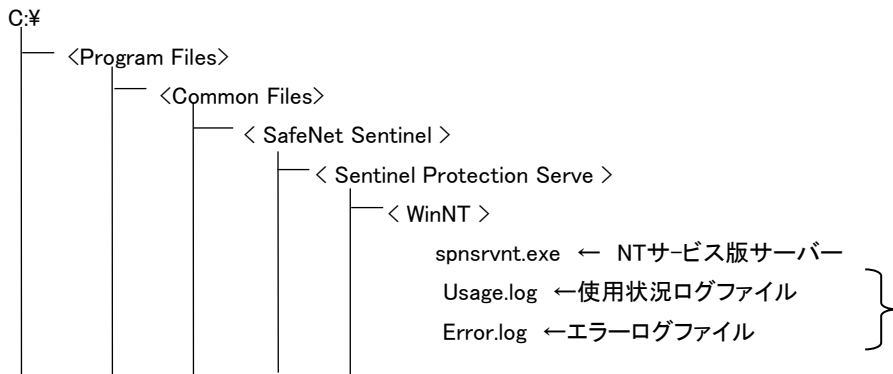 C:¥
<Program Files>
<Common Files>
< SafeNet Sentinel >
< Sentinel Protection Serve >
< WinNT >
spnsrvnt.exe ← NTサービス版サーバー
Usage.log ←使用状況ログファイル
Error.log ←エラーログファイル